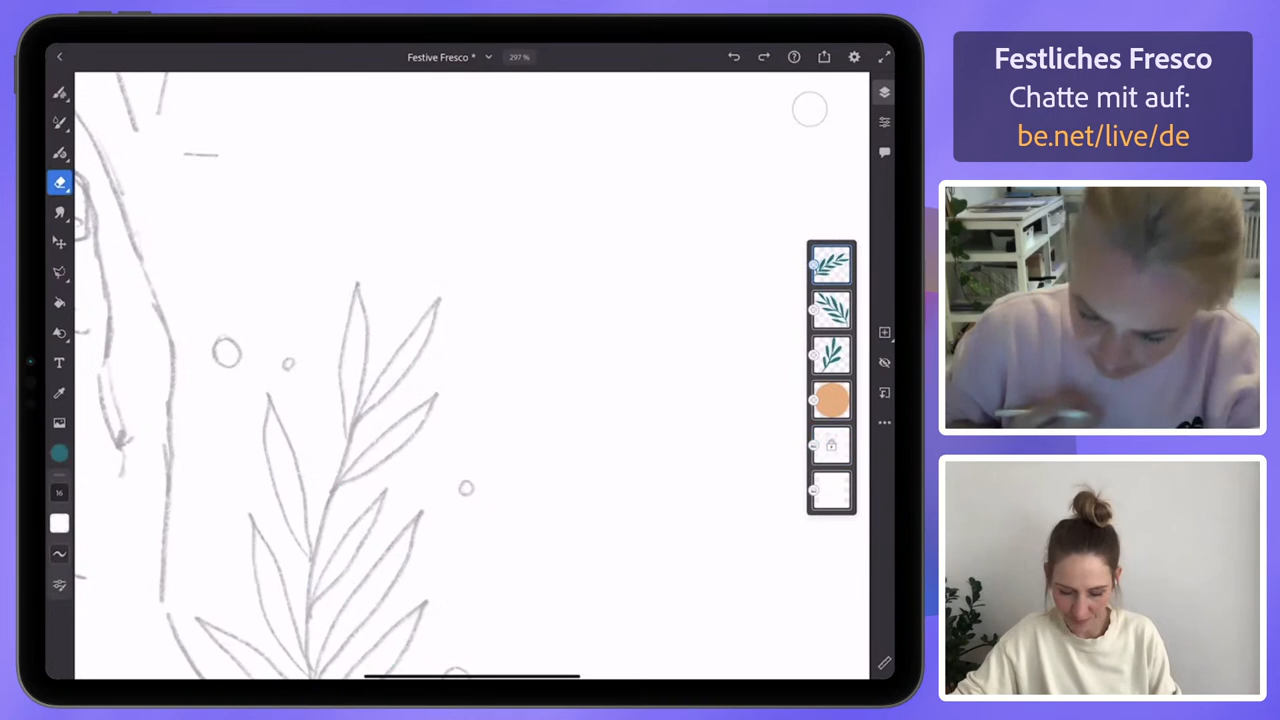 Festive Fresco *
297 %
Festliches Fresco
Chatte mit auf:
be.net/live/de
T
16